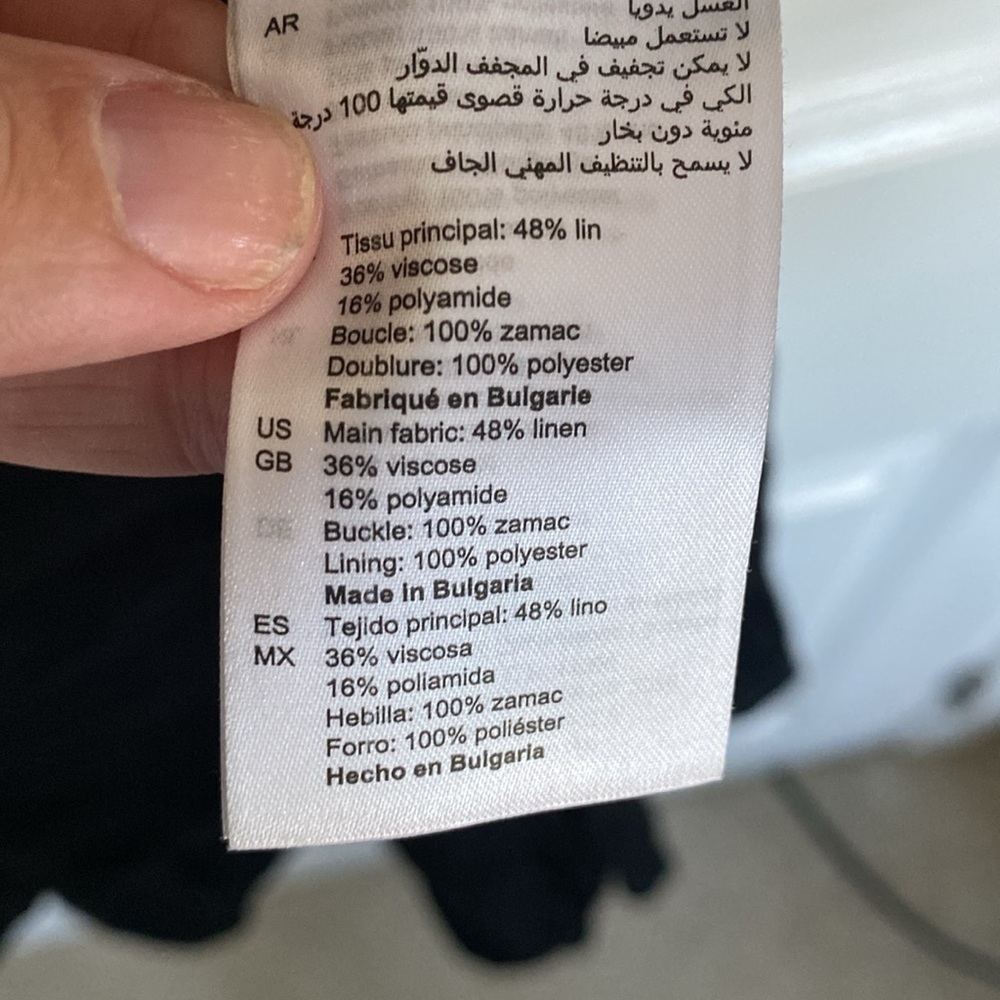 AR
الغسل يدويا
لا تستعمل مبيضا
لا يمكن تجفيف في المجفف الدوّار
الكي في درجة حرارة قصوى قيمتها 100 درجة
مئوية دون بخار
لا يسمح بالتنظيف المهني الجاف
Tissu principal: 48% lin
36% viscose
16% polyamide
Boucle: 100% zamac
Doublure: 100% polyester
Fabriqué en Bulgarie
US Main fabric: 48% linen
GB 36% viscose
16% polyamide
Buckle: 100% zamac
Lining: 100% polyester
Made in Bulgaria
ES Tejido principal: 48% lino
MX 36% viscosa
16% poliamida
Hebilla: 100% zamac
Forro: 100% poliéster
Hecho en Bulgaria